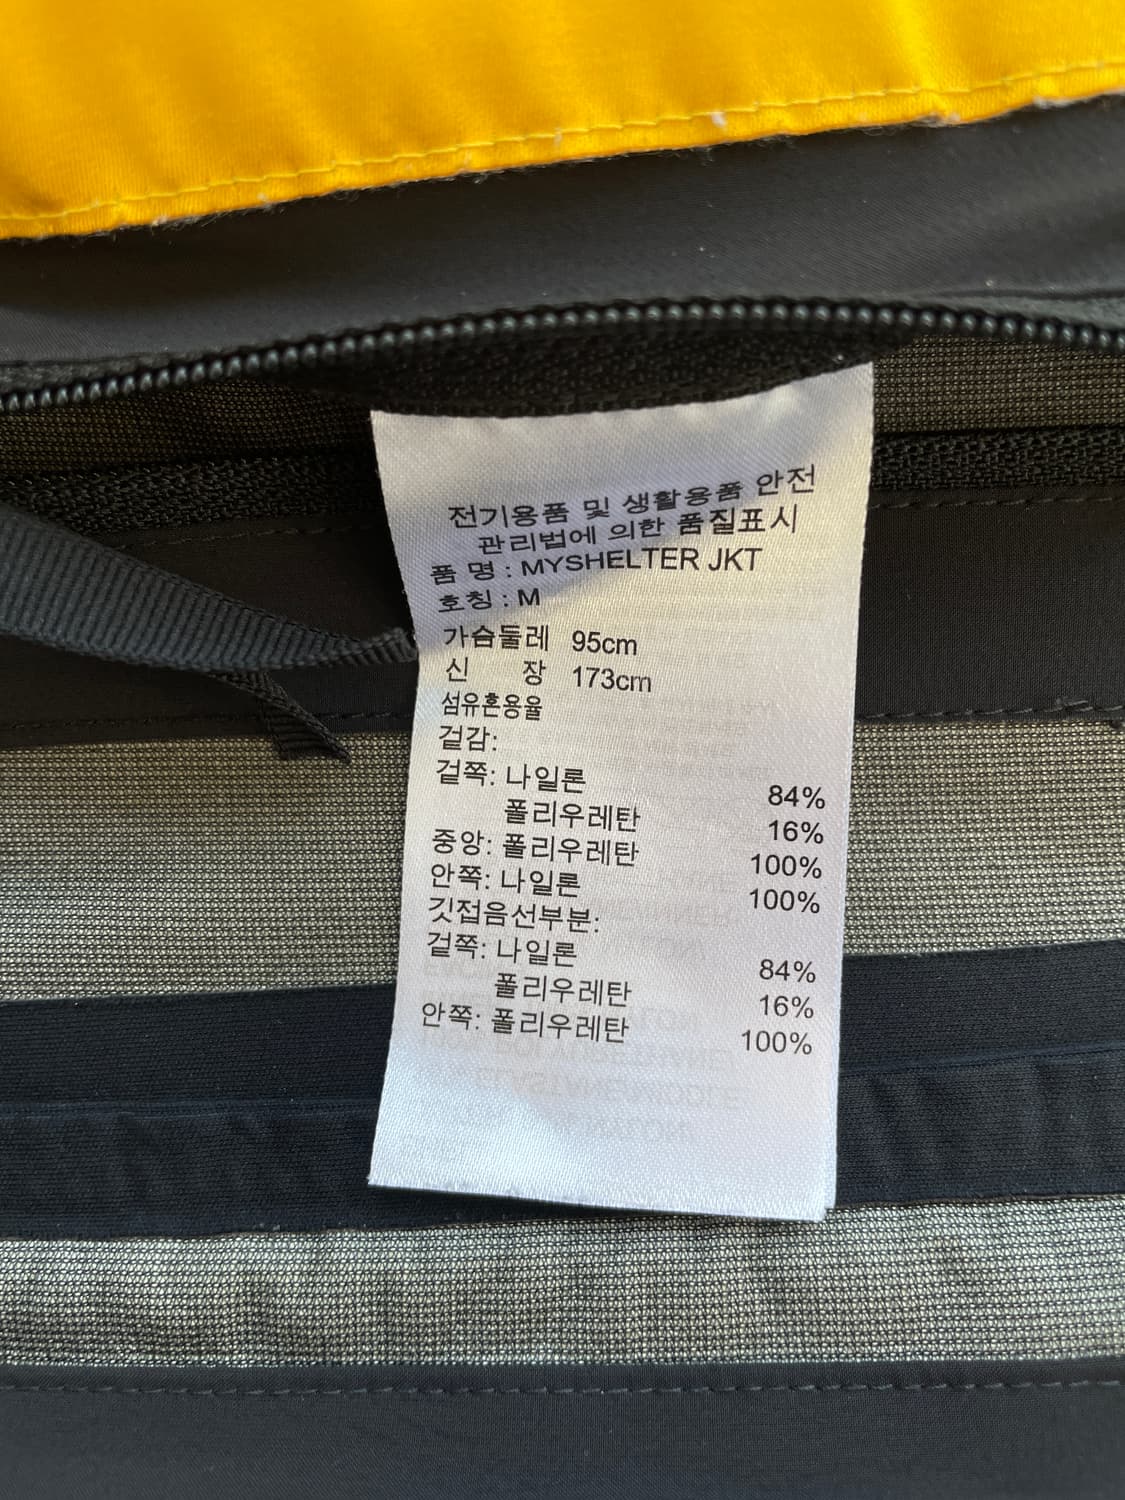 전기용품 및 생활용품 안전
관리법에 의한 품질표시
품 명 : MYSHELTER JKT
호칭 : M
가슴둘레 95cm
신 장 173cm
섬유혼용율
겉감:
겉쪽: 나일론 84%
폴리우레탄 16%
중앙: 폴리우레탄 100%
안쪽: 나일론 100%
깃접음선부분:
겉쪽: 나일론 84%
폴리우레탄 16%
안쪽: 폴리우레탄 100%